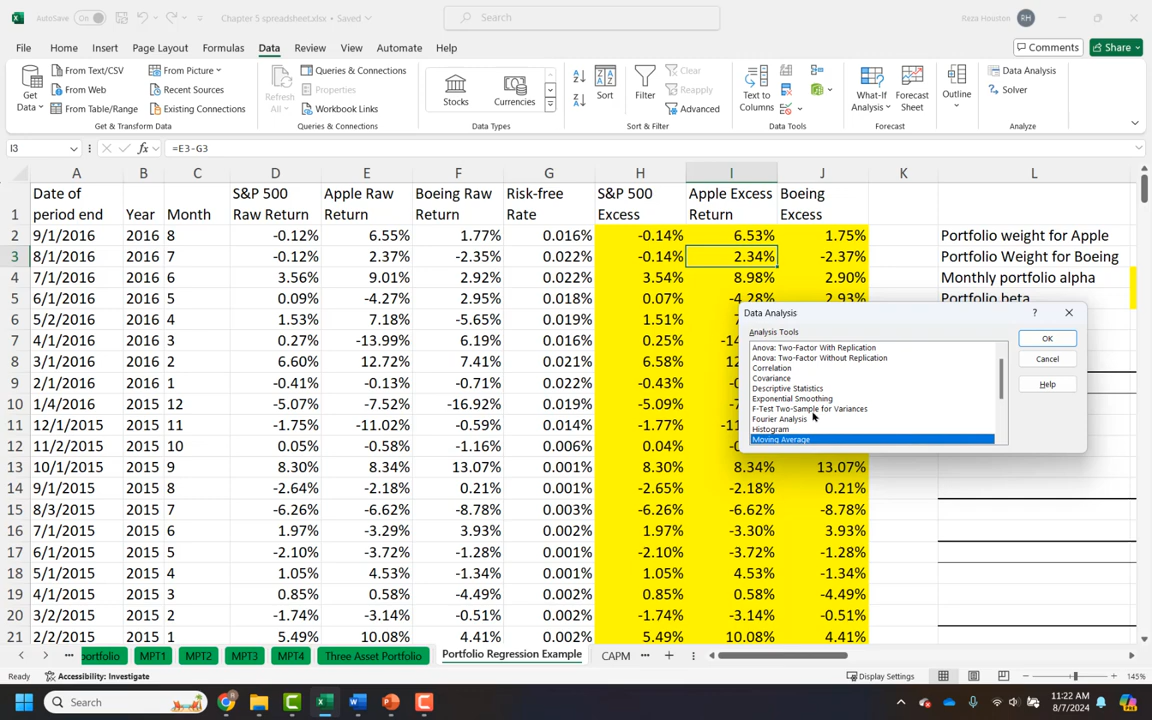 AutoSave Off Chapter 5 spreadsheet.xlsx • Saved Search Reza Houston RH
File Home Insert Page Layout Formulas Data Review View Automate Help Comments Share
Get Data From Text/CSV From Web From Table/Range From Picture Recent Sources Existing Connections Get & Transform Data
Refresh All Queries & Connections Properties Workbook Links Queries & Connections
Stocks Currencies Data Types
Sort Filter Clear Reapply Advanced Sort & Filter
Text to Columns Data Tools
What-If Analysis Forecast Sheet Forecast
Outline
Data Analysis Solver Analyze
I3 fx =E3-G3
A B C D E F G H I J K L
1 Date of period end Year Month S&P 500 Raw Return Apple Raw Return Boeing Raw Return Risk-free Rate S&P 500 Excess Apple Excess Return Boeing Excess
2 9/1/2016 2016 8 -0.12% 6.55% 1.77% 0.016% -0.14% 6.53% 1.75% Portfolio weight for Apple
3 8/1/2016 2016 7 -0.12% 2.37% -2.35% 0.022% -0.14% 2.34% -2.37% Portfolio Weight for Boeing
4 7/1/2016 2016 6 3.56% 9.01% 2.92% 0.022% 3.54% 8.98% 2.90% Monthly portfolio alpha
5 6/1/2016 2016 5 0.09% -4.27% 2.95% 0.018% 0.07% -4.28% 2.93% Portfolio beta
6 5/2/2016 2016 4 1.53% 7.18% -5.65% 0.019% 1.51% 7
7 4/1/2016 2016 3 0.27% -13.99% 6.19% 0.019% 0.25% -14
8 3/1/2016 2016 2 6.60% 12.72% 7.41% 0.021% 6.58% 12
9 2/1/2016 2016 1 -0.41% -0.13% -0.71% 0.022% -0.43% -0
10 1/4/2016 2016 12 -5.07% -7.52% -16.92% 0.019% -5.09% -7
11 12/1/2015 2015 11 -1.75% -11.02% -0.59% 0.014% -1.77% -11
12 11/2/2015 2015 10 0.05% -0.58% -1.16% 0.006% 0.04% -0
13 10/1/2015 2015 9 8.30% 8.34% 13.07% 0.001% 8.30% 8.34% 13.07%
14 9/1/2015 2015 8 -2.64% -2.18% 0.21% 0.001% -2.65% -2.18% 0.21%
15 8/3/2015 2015 7 -6.26% -6.62% -8.78% 0.003% -6.26% -6.62% -8.78%
16 7/1/2015 2015 6 1.97% -3.29% 3.93% 0.002% 1.97% -3.30% 3.93%
17 6/1/2015 2015 5 -2.10% -3.72% -1.28% 0.002% -2.10% -3.72% -1.28%
18 5/1/2015 2015 4 1.05% 4.53% -1.34% 0.001% 1.05% 4.53% -1.34%
19 4/1/2015 2015 3 0.85% 0.58% -4.49% 0.002% 0.85% 0.58% -4.49%
20 3/2/2015 2015 2 -1.74% -3.14% -0.51% 0.002% -1.74% -3.14% -0.51%
21 2/2/2015 2015 1 5.49% 10.08% 4.41% 0.002% 5.49% 10.08% 4.41%
Data Analysis ?
Analysis Tools
Anova: Two-Factor With Replication
Anova: Two-Factor Without Replication
Correlation
Covariance
Descriptive Statistics
Exponential Smoothing
F-Test Two-Sample for Variances
Fourier Analysis
Histogram
Moving Average
OK
Cancel
Help
portfolio MPT1 MPT2 MPT3 MPT4 Three Asset Portfolio Portfolio Regression Example CAPM
Ready Accessibility: Investigate Display Settings 145%
Search 11:22 AM
8/7/2024